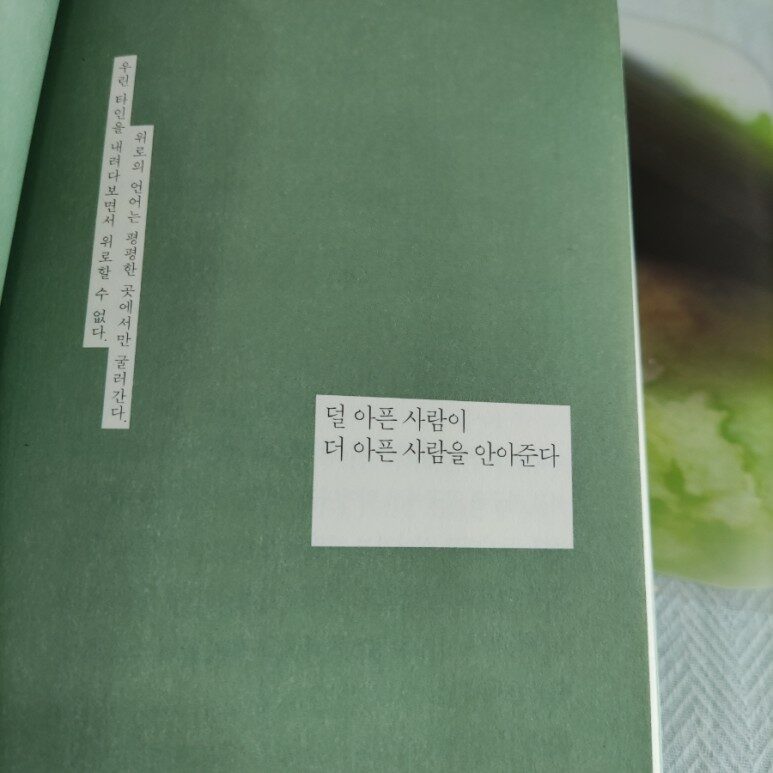 우린 타인을 내려다보면서 위로할 수 없다.
위로의 언어는 평평한 곳에서만 굴러간다.
덜 아픈 사람이
더 아픈 사람을 안아준다